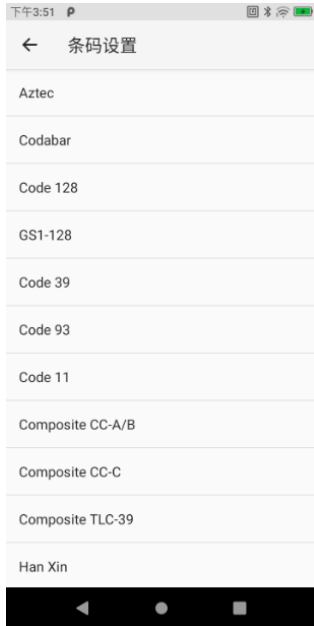 下午3:51
条码设置
Aztec
Codabar
Code 128
GS1-128
Code 39
Code 93
Code 11
Composite CC-A/B
Composite CC-C
Composite TLC-39
Han Xin